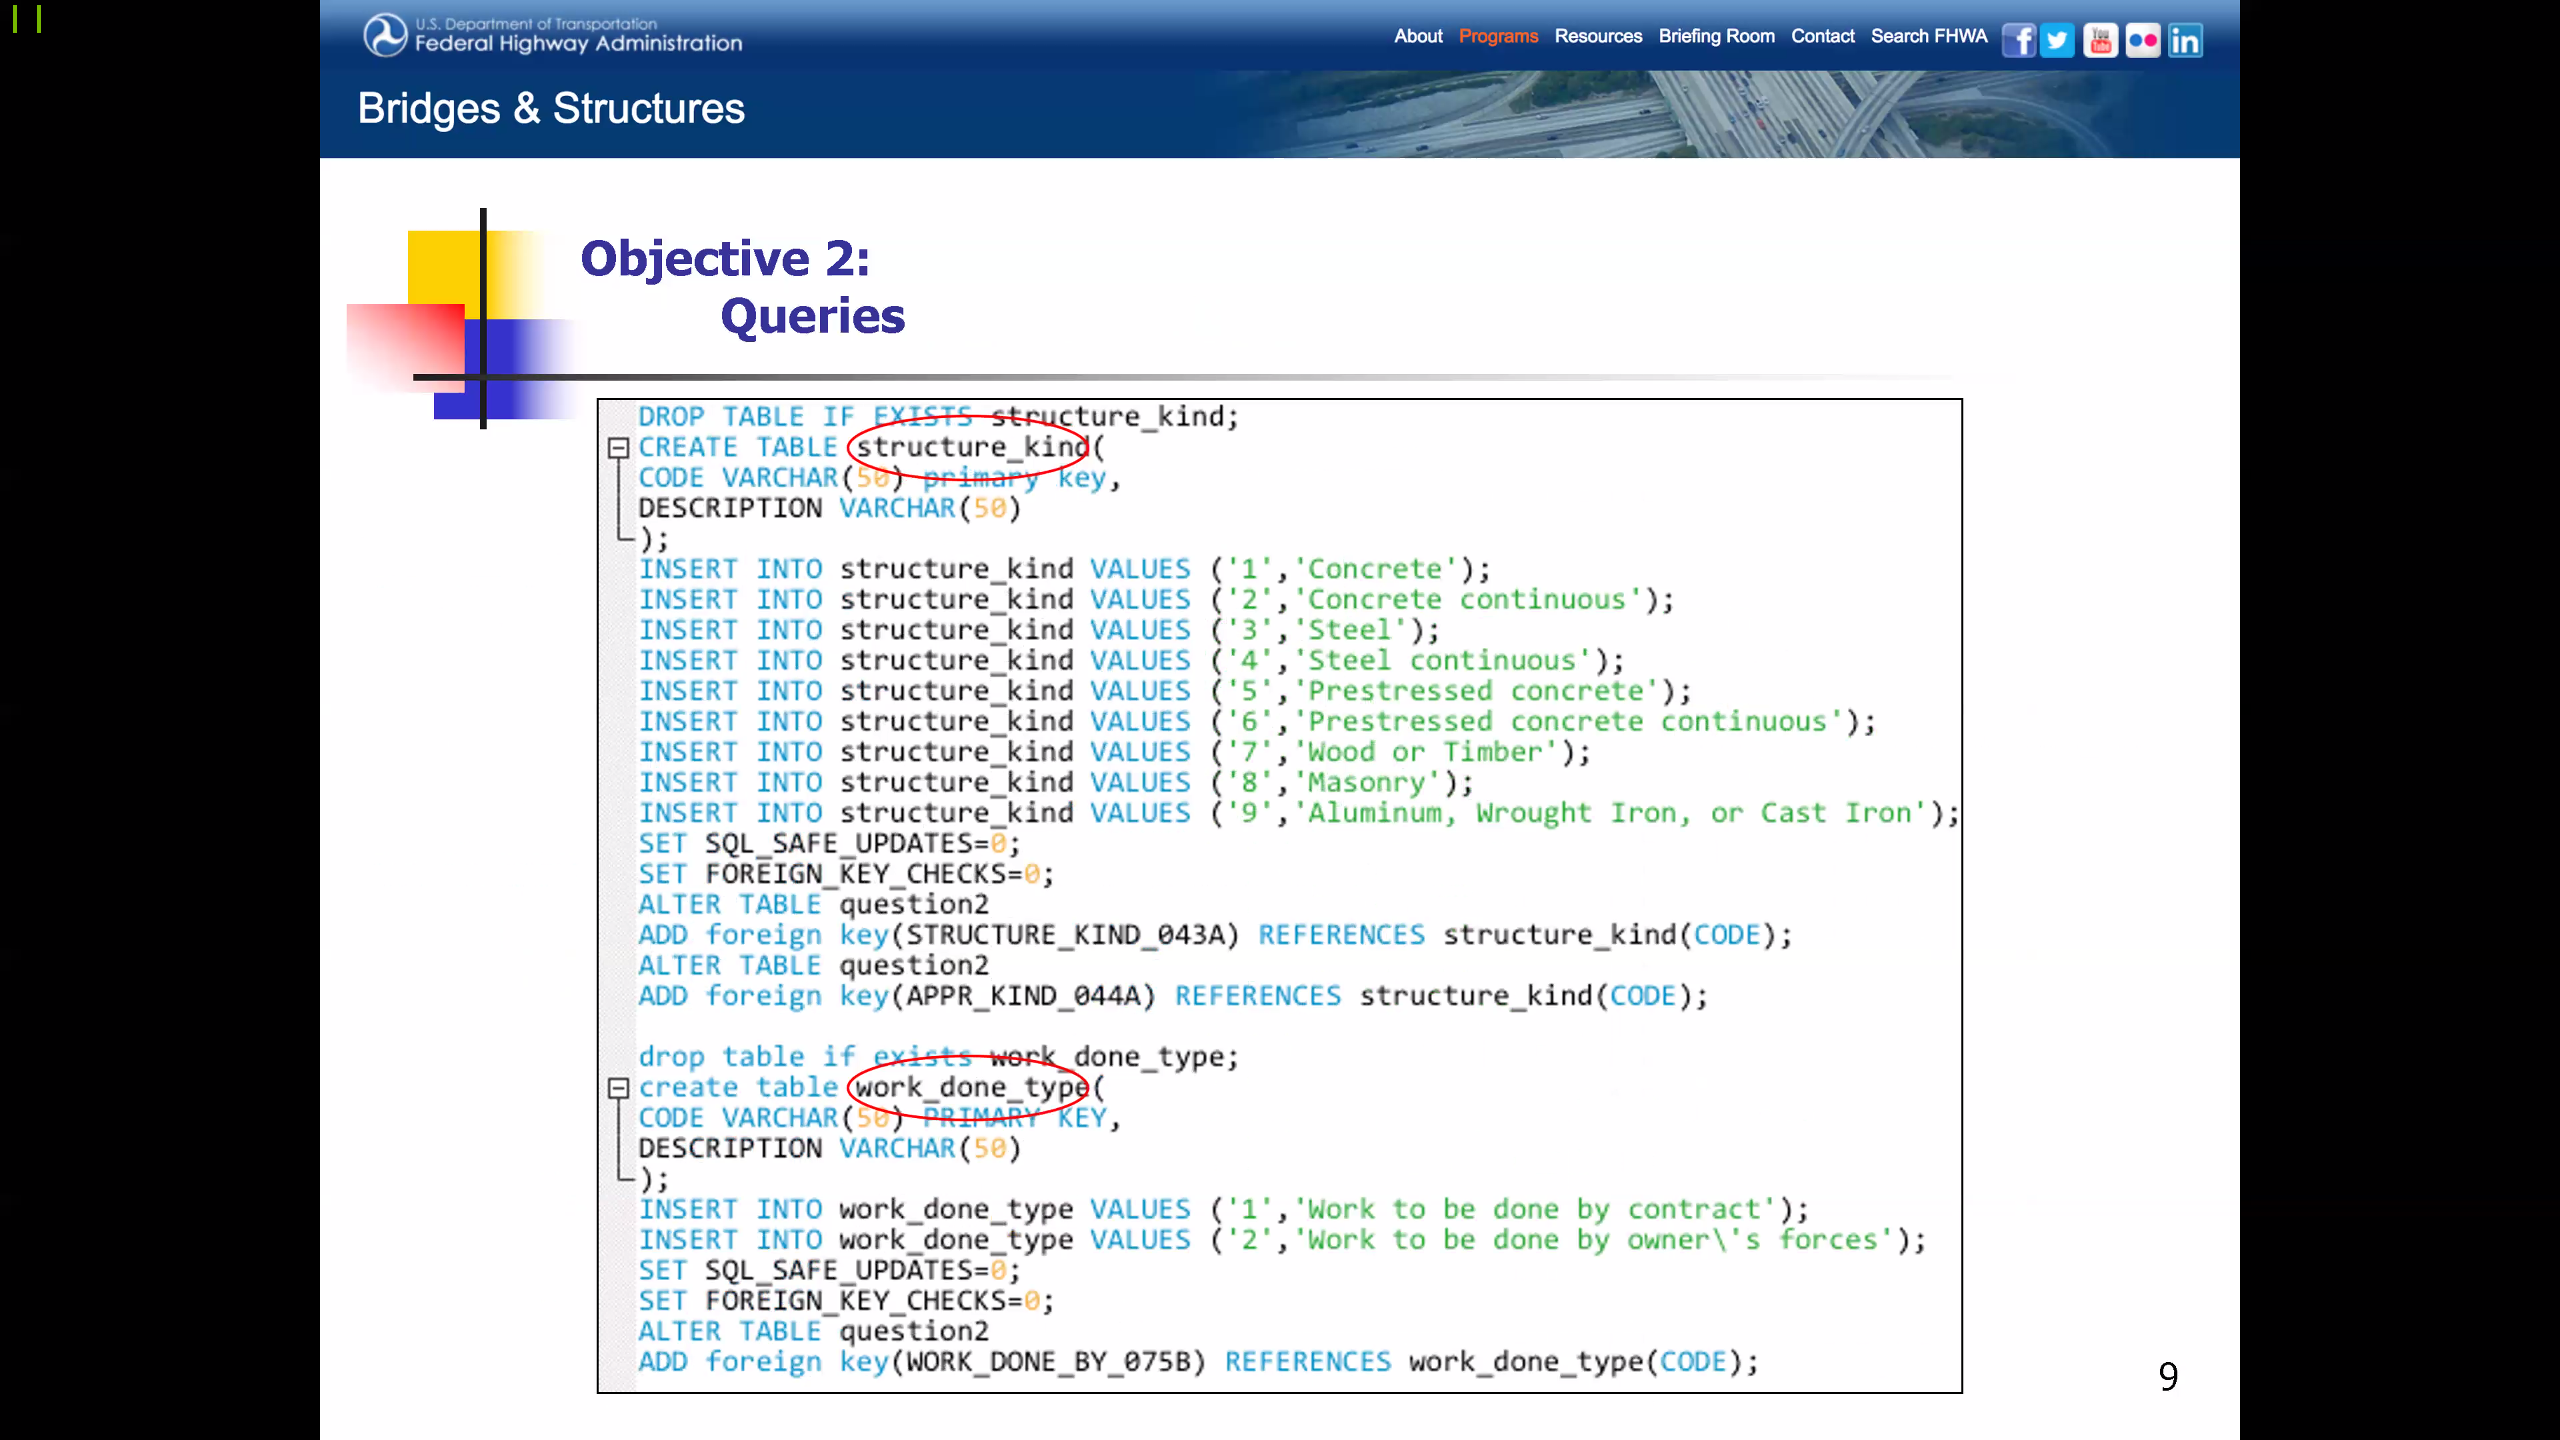 U.S. Department of Transportation
Federal Highway Administration
About Programs Resources Briefing Room Contact Search FHWA
Bridges & Structures
Objective 2:
Queries
DROP TABLE IF EXISTS structure_kind;
CREATE TABLE structure_kind(
CODE VARCHAR(50) primary key,
DESCRIPTION VARCHAR(50)
);
INSERT INTO structure_kind VALUES ('1','Concrete');
INSERT INTO structure_kind VALUES ('2','Concrete continuous');
INSERT INTO structure_kind VALUES ('3','Steel');
INSERT INTO structure_kind VALUES ('4','Steel continuous');
INSERT INTO structure_kind VALUES ('5','Prestressed concrete');
INSERT INTO structure_kind VALUES ('6','Prestressed concrete continuous');
INSERT INTO structure_kind VALUES ('7','Wood or Timber');
INSERT INTO structure_kind VALUES ('8','Masonry');
INSERT INTO structure_kind VALUES ('9','Aluminum, Wrought Iron, or Cast Iron');
SET SQL_SAFE_UPDATES=0;
SET FOREIGN_KEY_CHECKS=0;
ALTER TABLE question2
ADD foreign key(STRUCTURE_KIND_043A) REFERENCES structure_kind(CODE);
ALTER TABLE question2
ADD foreign key(APPR_KIND_044A) REFERENCES structure_kind(CODE);
drop table if exists work_done_type;
create table work_done_type(
CODE VARCHAR(50) PRIMARY KEY,
DESCRIPTION VARCHAR(50)
);
INSERT INTO work_done_type VALUES ('1','Work to be done by contract');
INSERT INTO work_done_type VALUES ('2','Work to be done by owner\'s forces');
SET SQL_SAFE_UPDATES=0;
SET FOREIGN_KEY_CHECKS=0;
ALTER TABLE question2
ADD foreign key(WORK_DONE_BY_075B) REFERENCES work_done_type(CODE);
9